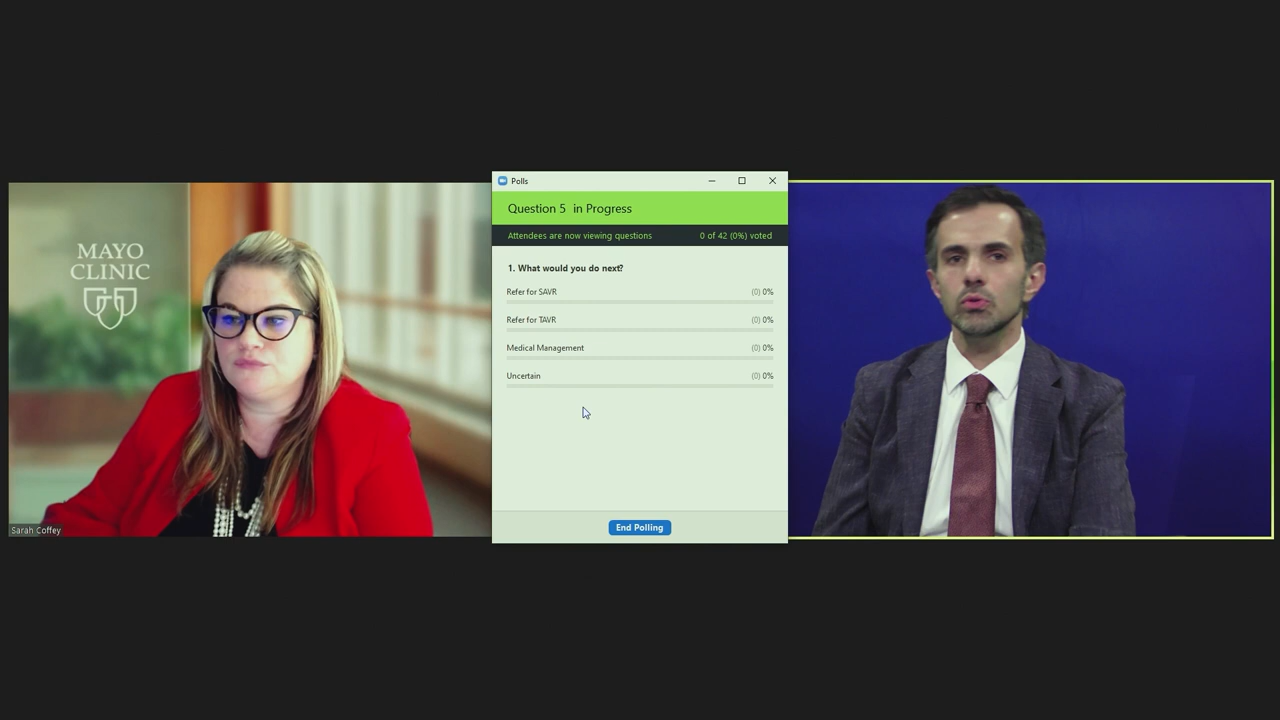 MAYO
CLINIC
Sarah Coffey
Polls
Question 5 in Progress
Attendees are now viewing questions 0 of 42 (0%) voted
1. What would you do next?
Refer for SAVR (0) 0%
Refer for TAVR (0) 0%
Medical Management (0) 0%
Uncertain (0) 0%
End Polling